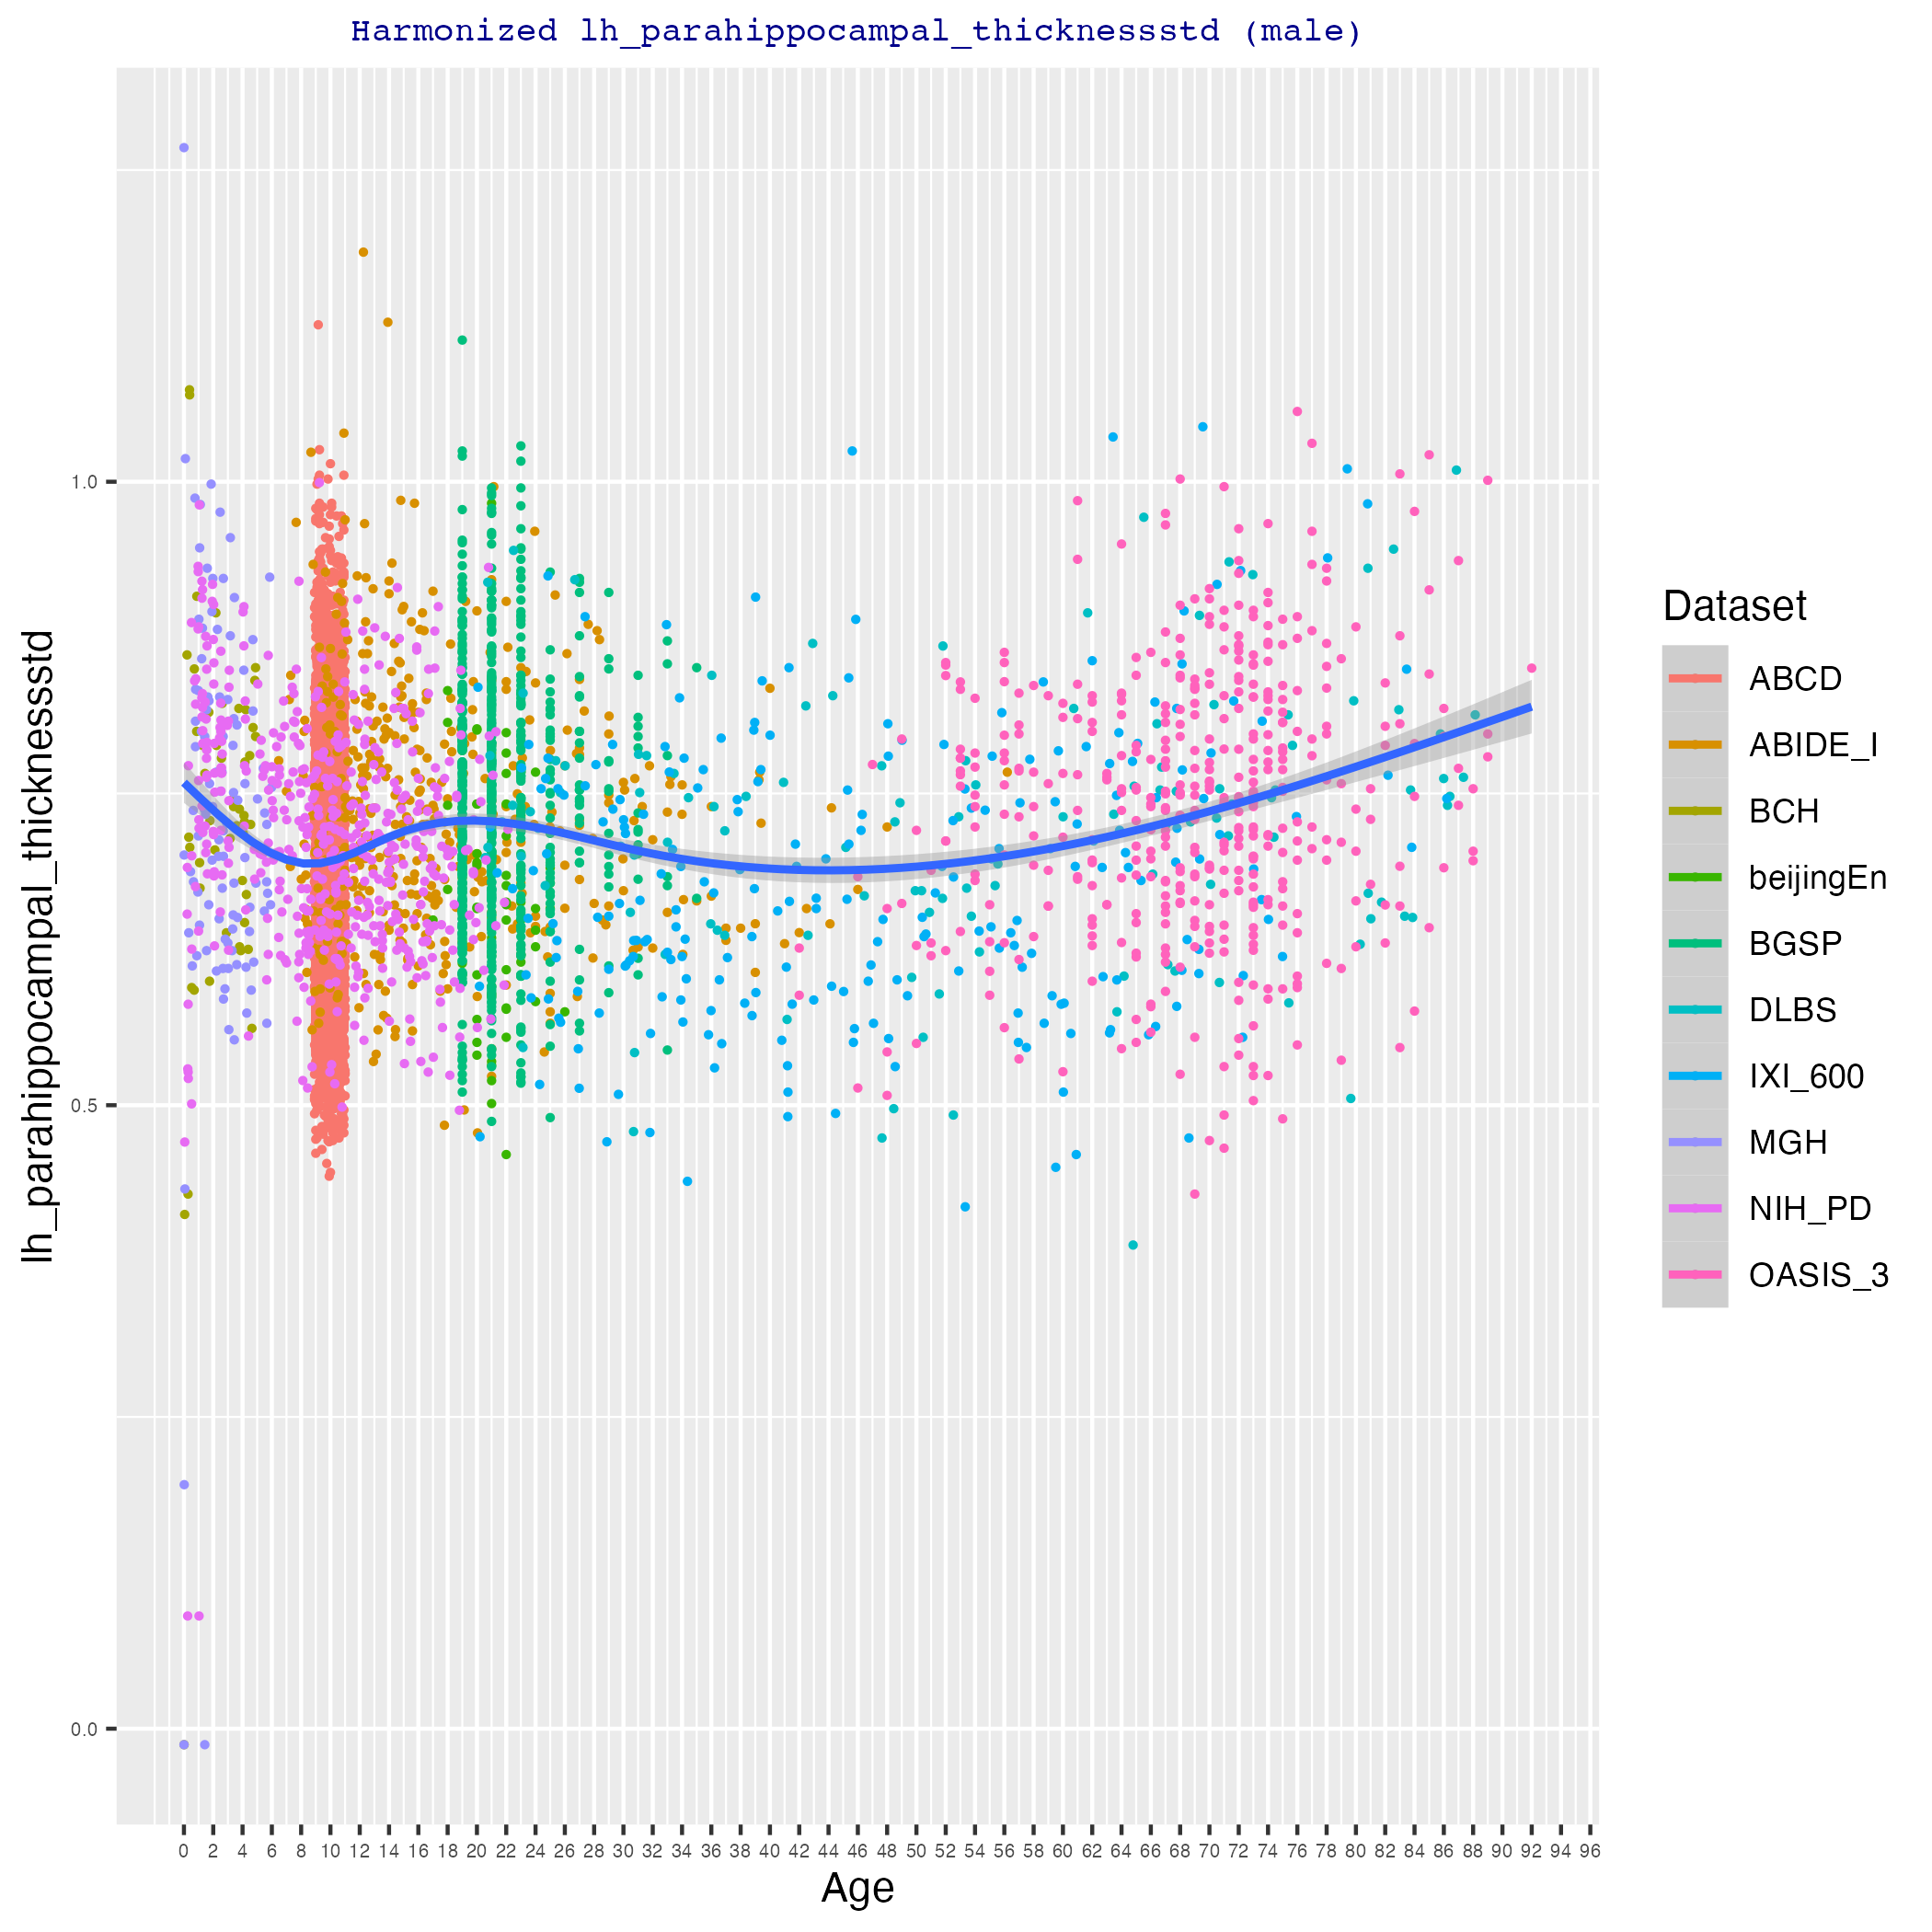 Harmonized lh_parahippocampal_thicknessstd (male)
lh_parahippocampal_thicknessstd
1.0
0.5
0.0
0 2 4 6 8 10 12 14 16 18 20 22 24 26 28 30 32 34 36 38 40 42 44 46 48 50 52 54 56 58 60 62 64 66 68 70 72 74 76 78 80 82 84 86 88 90 92 94 96
Age
Dataset
ABCD
ABIDE_I
BCH
beijingEn
BGSP
DLBS
IXI_600
MGH
NIH_PD
OASIS_3